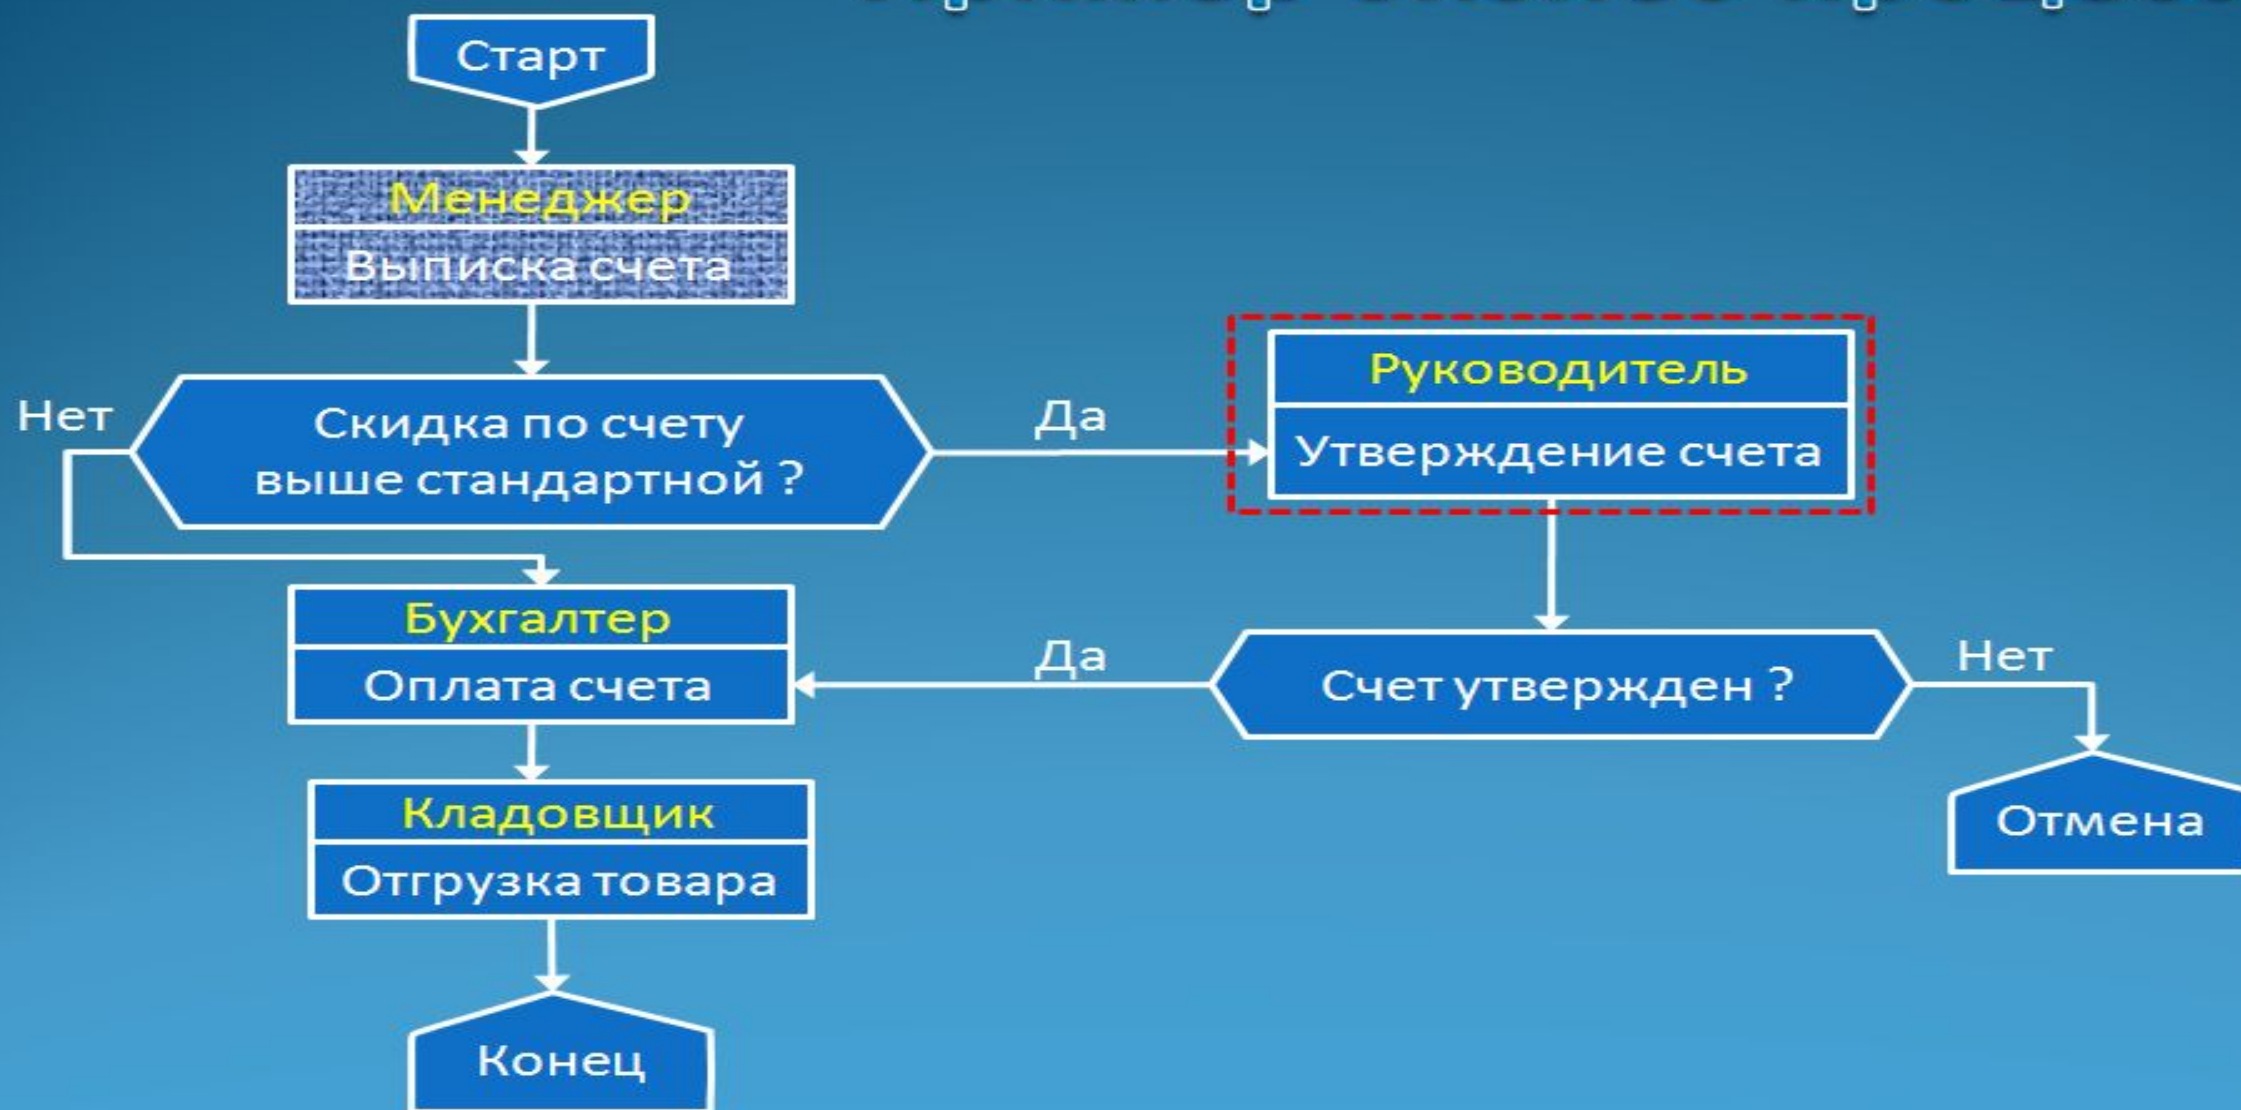 Старт
Менеджер
Выписка счета
Нет
Скидка по счету
выше стандартной ?
Да
Руководитель
Утверждение счета
Бухгалтер
Оплата счета
Да
Счет утвержден ?
Нет
Кладовщик
Отгрузка товара
Отмена
Конец